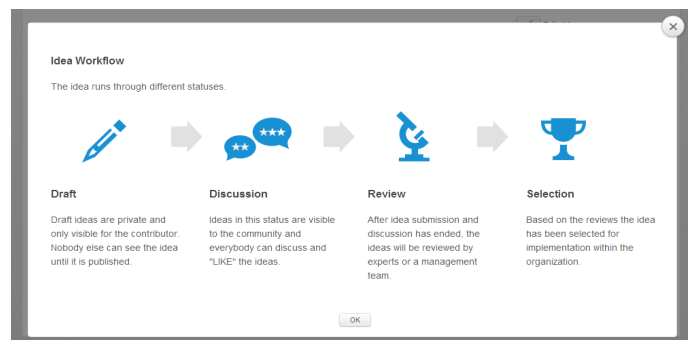 Idea Workflow
The idea runs through different statuses.
Draft
Draft ideas are private and
only visible for the contributor.
Nobody else can see the idea
until it is published.
Discussion
Ideas in this status are visible
to the community and
everybody can discuss and
"LIKE" the ideas.
Review
After idea submission and
discussion has ended, the
ideas will be reviewed by
experts or a management
team.
Selection
Based on the reviews the idea
has been selected for
implementation within the
organization.
OK